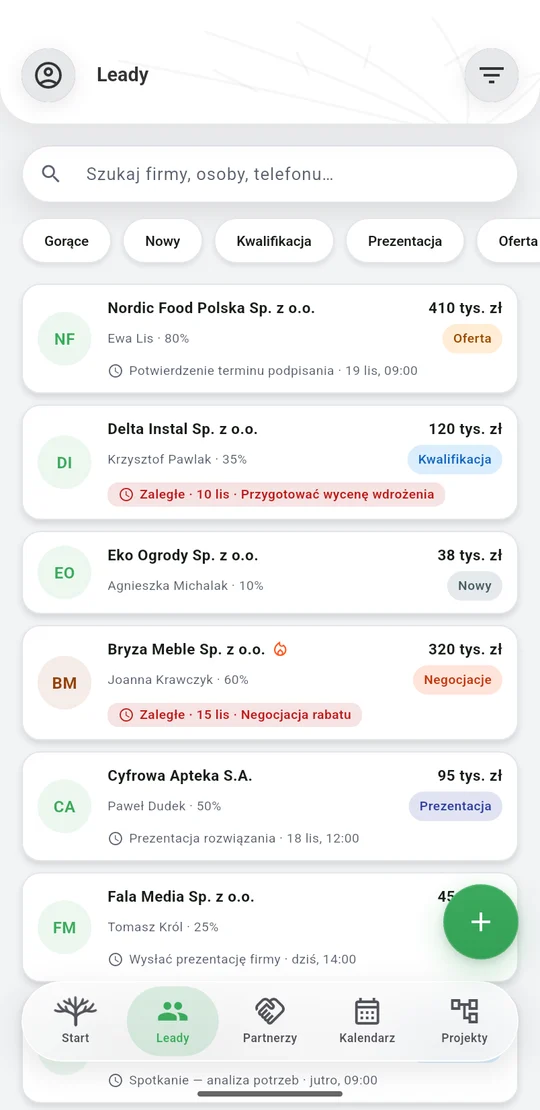 Leady
Szukaj firmy, osoby, telefonu…
Gorące
Nowy
Kwalifikacja
Prezentacja
Oferta
NF
Nordic Food Polska Sp. z o.o.
410 tys. zł
Ewa Lis · 80%
Oferta
Potwierdzenie terminu podpisania · 19 lis, 09:00
DI
Delta Instal Sp. z o.o.
120 tys. zł
Krzysztof Pawlak · 35%
Kwalifikacja
Zaległe · 10 lis · Przygotować wycenę wdrożenia
EO
Eko Ogrody Sp. z o.o.
38 tys. zł
Agnieszka Michalak · 10%
Nowy
BM
Bryza Meble Sp. z o.o.
320 tys. zł
Joanna Krawczyk · 60%
Negocjacje
Zaległe · 15 lis · Negocjacja rabatu
CA
Cyfrowa Apteka S.A.
95 tys. zł
Paweł Dudek · 50%
Prezentacja
Prezentacja rozwiązania · 18 lis, 12:00
FM
Fala Media Sp. z o.o.
45
Tomasz Król · 25%
Wysłać prezentację firmy · dziś, 14:00
Start
Leady
Partnerzy
Kalendarz
Projekty
Spotkanie — analiza potrzeb · jutro, 09:00